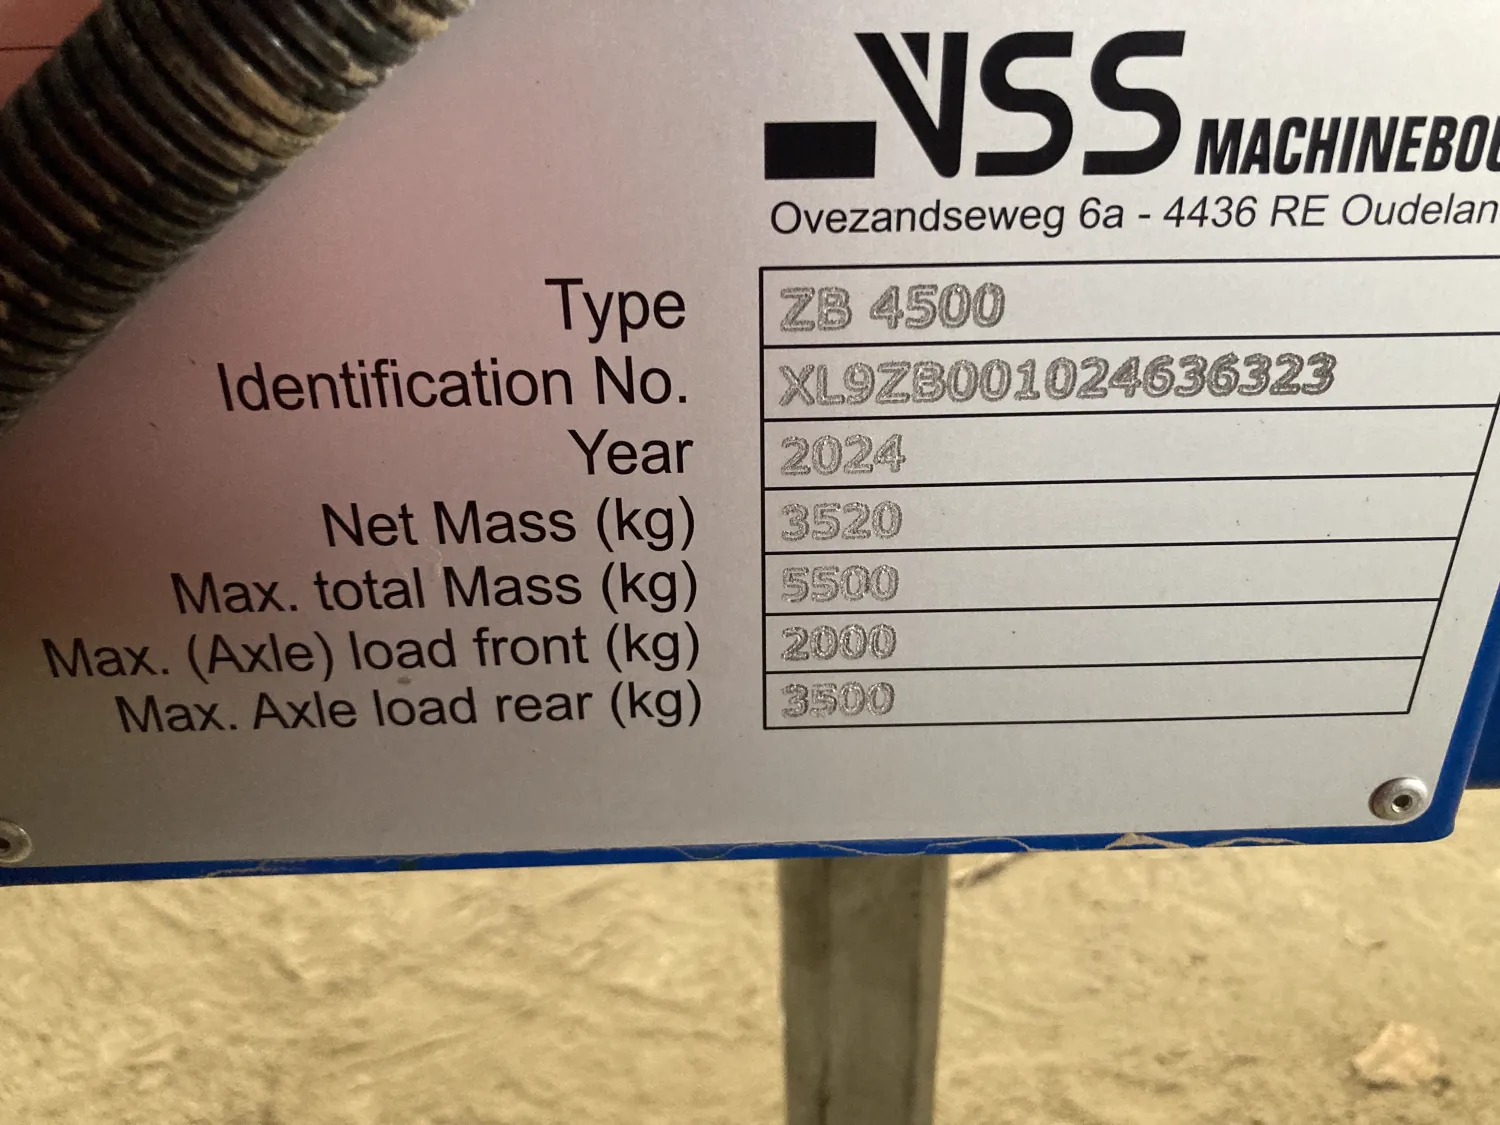 VSS MACHINEBOU
Ovezandseweg 6a - 4436 RE Oudelan
Type ZB 4500
Identification No. XL9ZB001024636323
Year 2024
Net Mass (kg) 3520
Max. total Mass (kg) 5500
Max. (Axle) load front (kg) 2000
Max. Axle load rear (kg) 3500